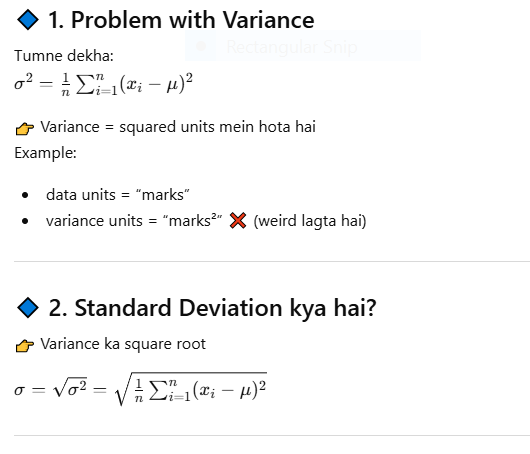 🔷 1. Problem with Variance
Rectangular Snip
Tumne dekha:
σ² = 1/n ∑ⁿᵢ₌₁(xᵢ − μ)²
👉 Variance = squared units mein hota hai
Example:
• data units = “marks”
• variance units = “marks²” ❌ (weird lagta hai)
🔷 2. Standard Deviation kya hai?
👉 Variance ka square root
σ = √σ² = √(1/n ∑ⁿᵢ₌₁(xᵢ − μ)²)